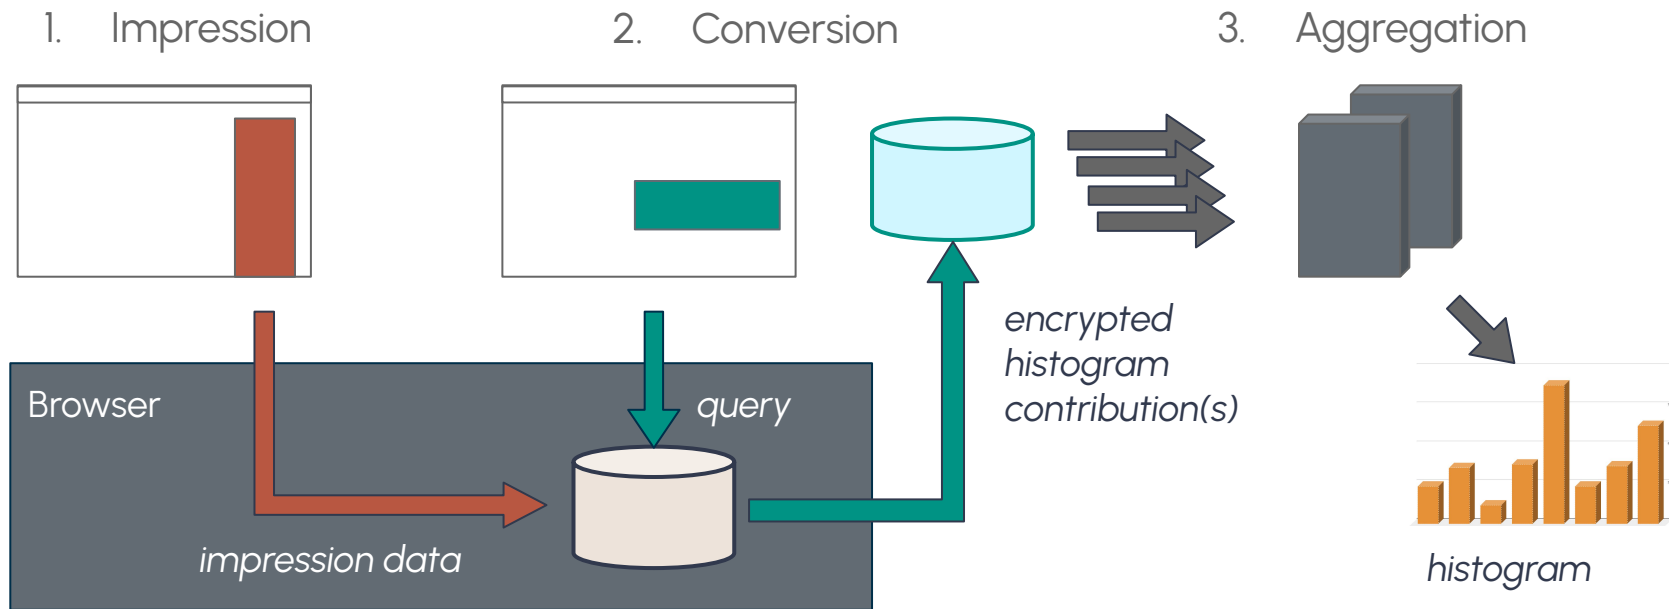 1. Impression
2. Conversion
3. Aggregation
Browser
query
impression data
encrypted
histogram
contribution(s)
histogram